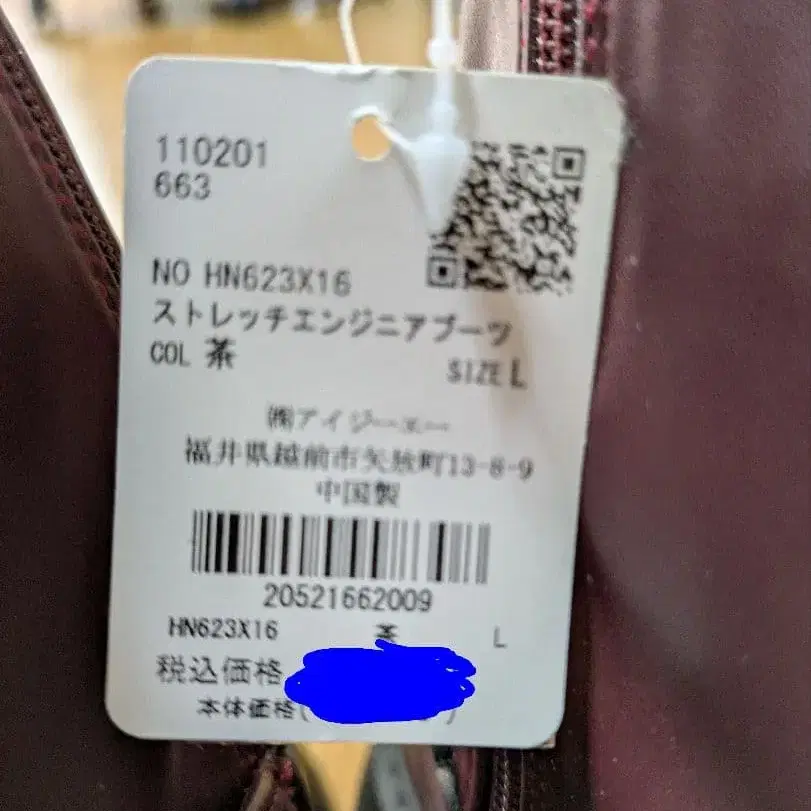 110201
663
NO HN623X16
ストレッチエンジニアブーツ
COL 茶 SIZE L
㈱アイジーエー
福井県越前市矢放町13-8-9
中国製
20521662009
HN623X16 茶 L
税込価格
本体価格(